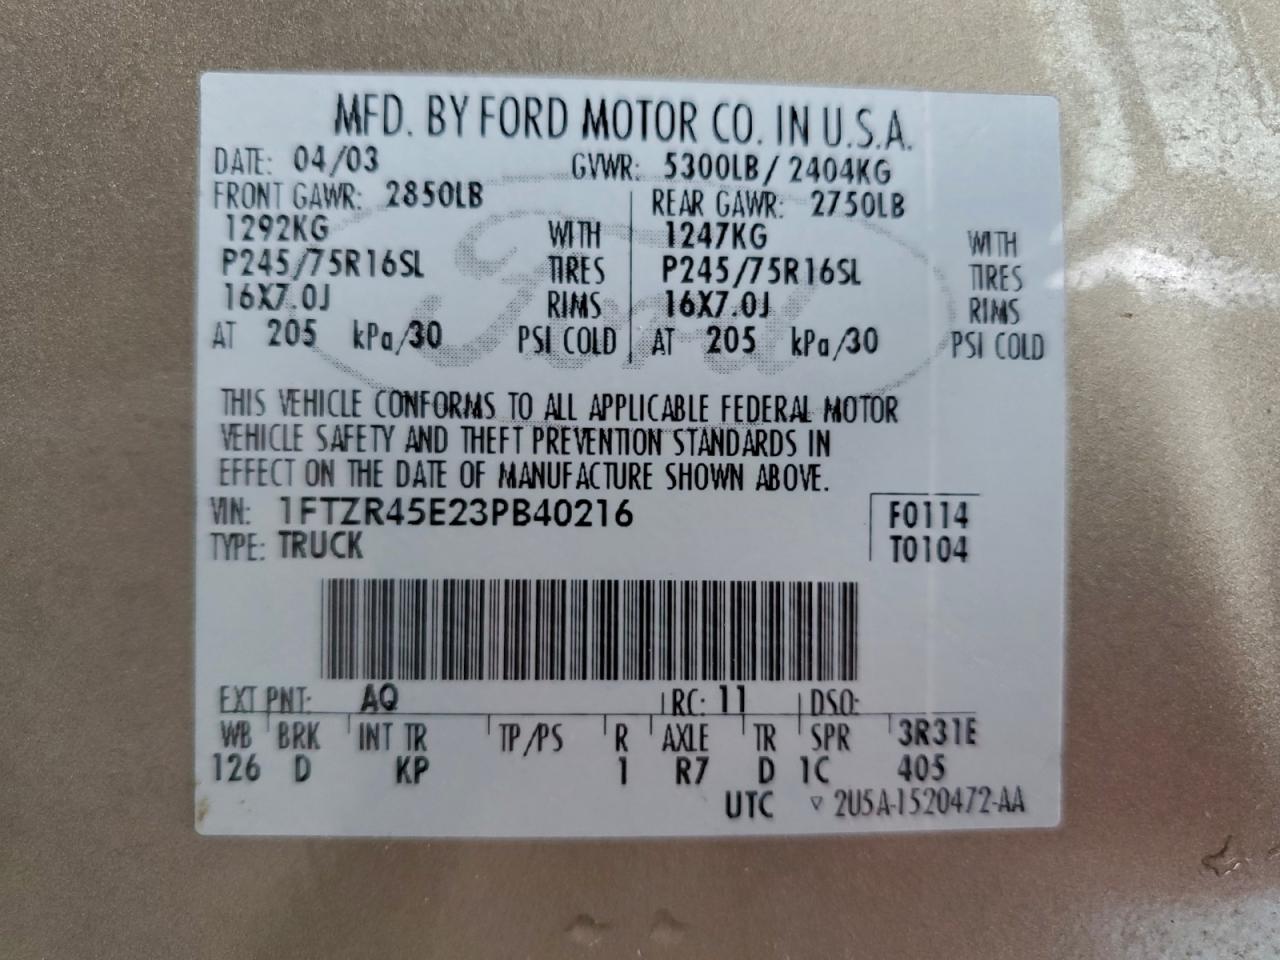 MFD. BY FORD MOTOR CO. IN U.S.A.
DATE: 04/03 GVWR: 5300LB/ 2404KG
FRONT GAWR: 2850LB REAR GAWR: 2750LB
1292KG WITH 1247KG WITH
P245/75R16SL TIRES P245/75R16SL TIRES
16X7.0J RIMS 16X7.0J RIMS
AT 205 kPa/30 PSI COLD AT 205 kPa/30 PSI COLD
Ford
THIS VEHICLE CONFORMS TO ALL APPLICABLE FEDERAL MOTOR
VEHICLE SAFETY AND THEFT PREVENTION STANDARDS IN
EFFECT ON THE DATE OF MANUFACTURE SHOWN ABOVE.
VIN: 1FTZR45E23PB40216 F0114
TYPE: TRUCK T0104
EXT PNT: AQ RC: 11 DSO:
WB BRK INT TR TP/PS R AXLE TR SPR 3R31E
126 D KP 1 R7 D 1C 405
UTC ▿ 2U5A-1520472-AA